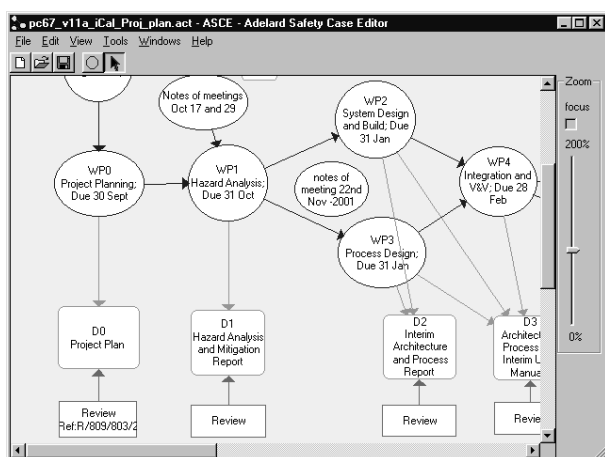 pc67_v11a_iCal_Proj_plan.act - ASCE - Adelard Safety Case Editor
File Edit View Tools Windows Help
Zoom
focus
200%
0%
Notes of meetings
Oct 17 and 29
WP2
System Design
and Build; Due
31 Jan
WP0
Project Planning;
Due 30 Sept
WP1
Hazard Analysis;
Due 31 Oct
notes of
meeting 22nd
Nov -2001
WP4
Integration and
V&V; Due 28
Feb
WP3
Process Design;
Due 31 Jan
D0
Project Plan
D1
Hazard Analysis
and Mitigation
Report
D2
Interim
Architecture
and Process
Report
D3
Architect
Process
Interim U
Manua
Review
Ref:R/809/803/2
Review
Review
Revie